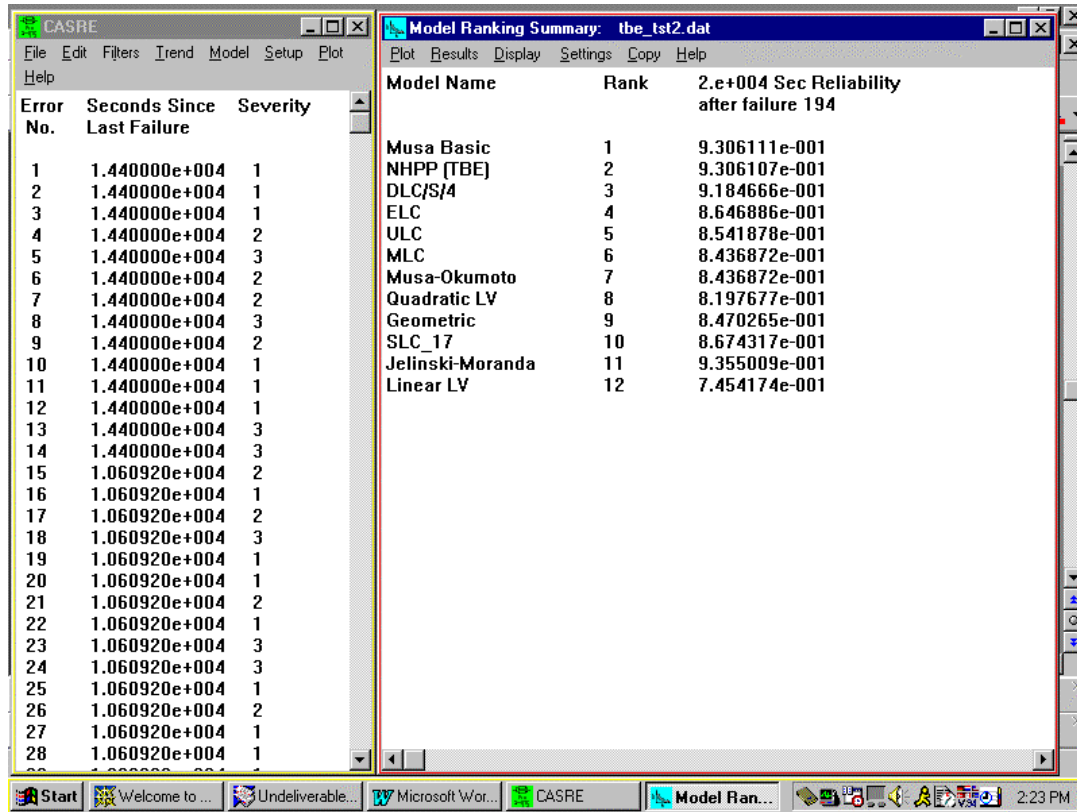 CASRE
File Edit Filters Trend Model Setup Plot
Help
Error Seconds Since Severity
No. Last Failure
1 1.440000e+004 1
2 1.440000e+004 1
3 1.440000e+004 1
4 1.440000e+004 2
5 1.440000e+004 3
6 1.440000e+004 2
7 1.440000e+004 2
8 1.440000e+004 3
9 1.440000e+004 2
10 1.440000e+004 1
11 1.440000e+004 1
12 1.440000e+004 1
13 1.440000e+004 3
14 1.440000e+004 3
15 1.060920e+004 2
16 1.060920e+004 1
17 1.060920e+004 2
18 1.060920e+004 3
19 1.060920e+004 1
20 1.060920e+004 1
21 1.060920e+004 2
22 1.060920e+004 1
23 1.060920e+004 3
24 1.060920e+004 3
25 1.060920e+004 1
26 1.060920e+004 2
27 1.060920e+004 1
28 1.060920e+004 1
Model Ranking Summary: tbe_tst2.dat
Plot Results Display Settings Copy Help
Model Name Rank 2.e+004 Sec Reliability
after failure 194
Musa Basic 1 9.306111e-001
NHPP (TBE) 2 9.306107e-001
DLC/S/4 3 9.184666e-001
ELC 4 8.646886e-001
ULC 5 8.541878e-001
MLC 6 8.436872e-001
Musa-Okumoto 7 8.436872e-001
Quadratic LV 8 8.197677e-001
Geometric 9 8.470265e-001
SLC_17 10 8.674317e-001
Jelinski-Moranda 11 9.355009e-001
Linear LV 12 7.454174e-001
Start Welcome to ... Undeliverable... Microsoft Wor... CASRE Model Ran... 2:23 PM